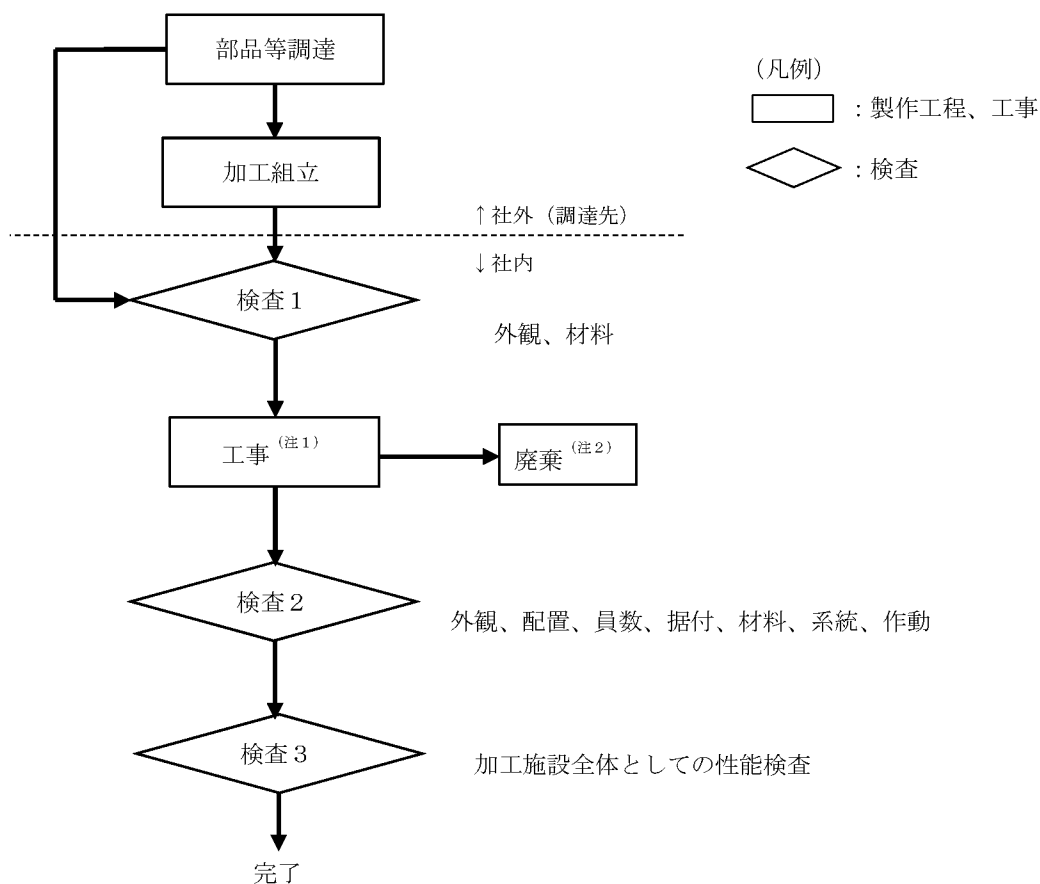 部品等調達
(凡例)
：製作工程、工事
加工組立
：検査
↑社外（調達先）
↓社内
検査１
外観、材料
工事（注１）
廃棄（注２）
検査２
外観、配置、員数、据付、材料、系統、作動
検査３
加工施設全体としての性能検査
完了